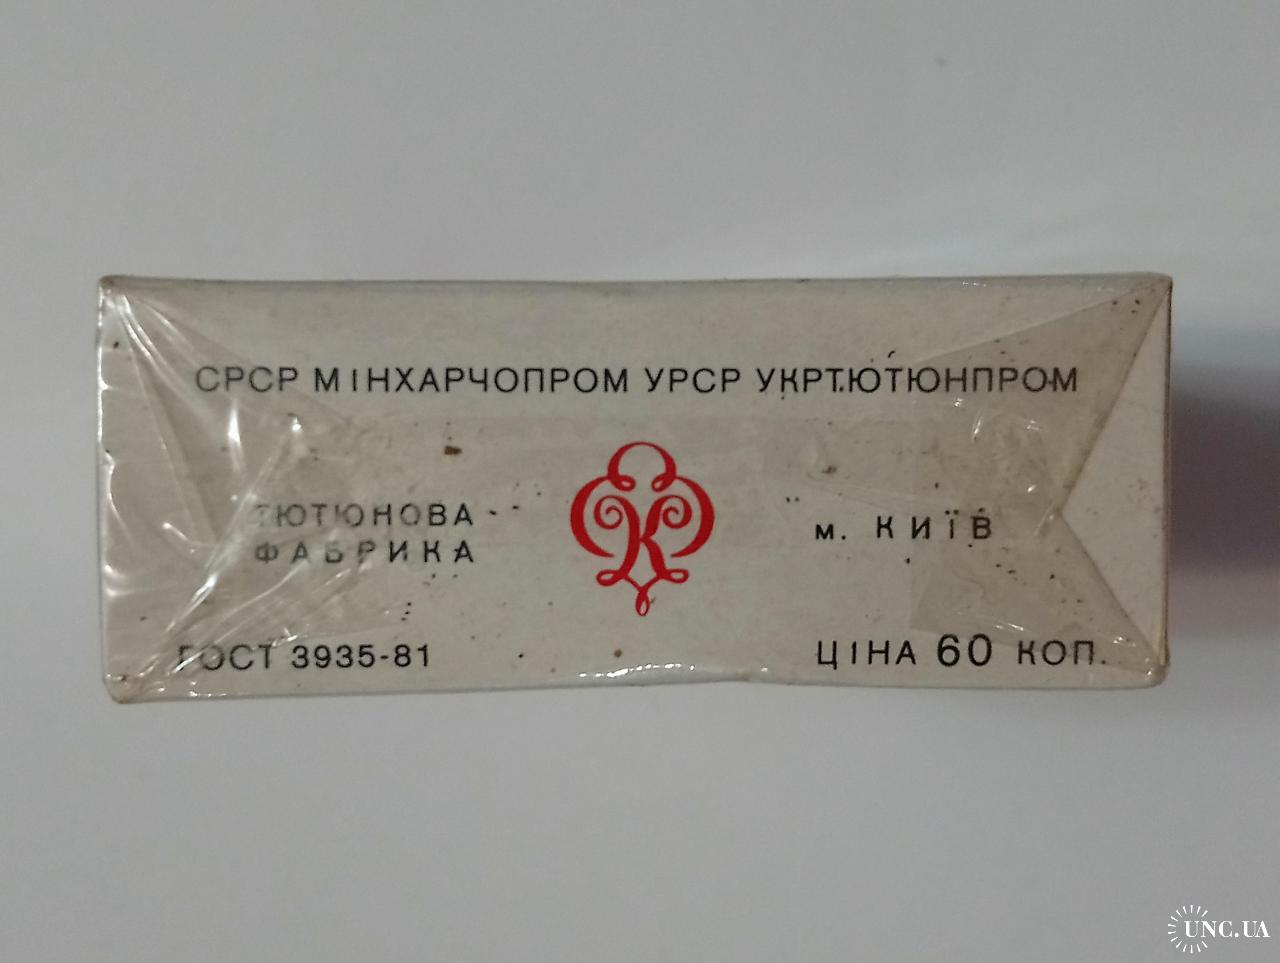 СРСР МІНХАРЧОПРОМ УРСР УКРТЮТЮНПРОМ
ТЮТЮНОВА
ФАБРИКА
К
м. КИЇВ
ГОСТ 3935-81
ЦІНА 60 КОП.
UNC.UA